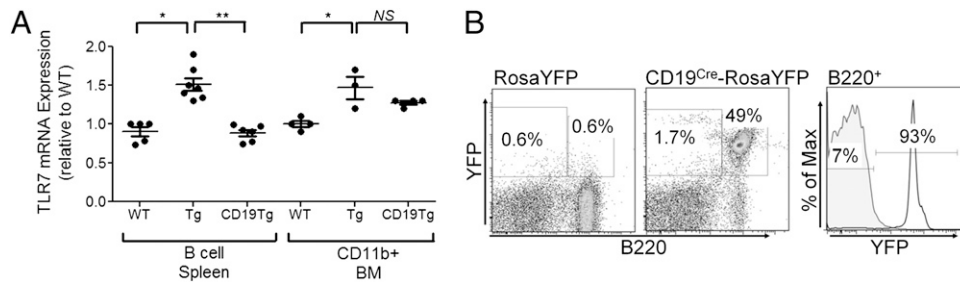 A
* ** * NS
TLR7 mRNA Expression
(relative to WT)
2.0
1.5
1.0
0.5
0.0
WT Tg CD19Tg WT Tg CD19Tg
B cell
Spleen
CD11b+
BM
B
RosaYFP
CD19Cre-RosaYFP
B220+
YFP
0.6%
0.6%
1.7%
49%
B220
% of Max
7%
93%
YFP